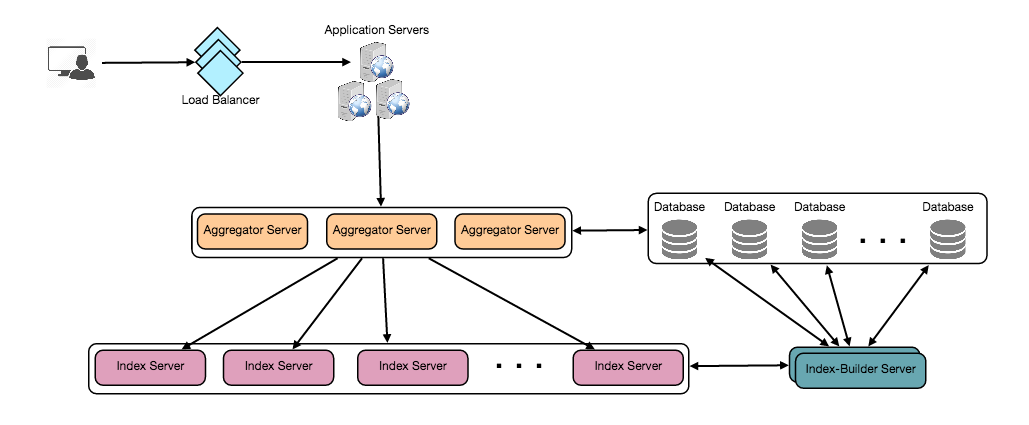 Application Servers
Load Balancer
Aggregator Server
Aggregator Server
Aggregator Server
Database
Database
Database
. . .
Database
Index Server
Index Server
Index Server
. . .
Index Server
Index-Builder Server